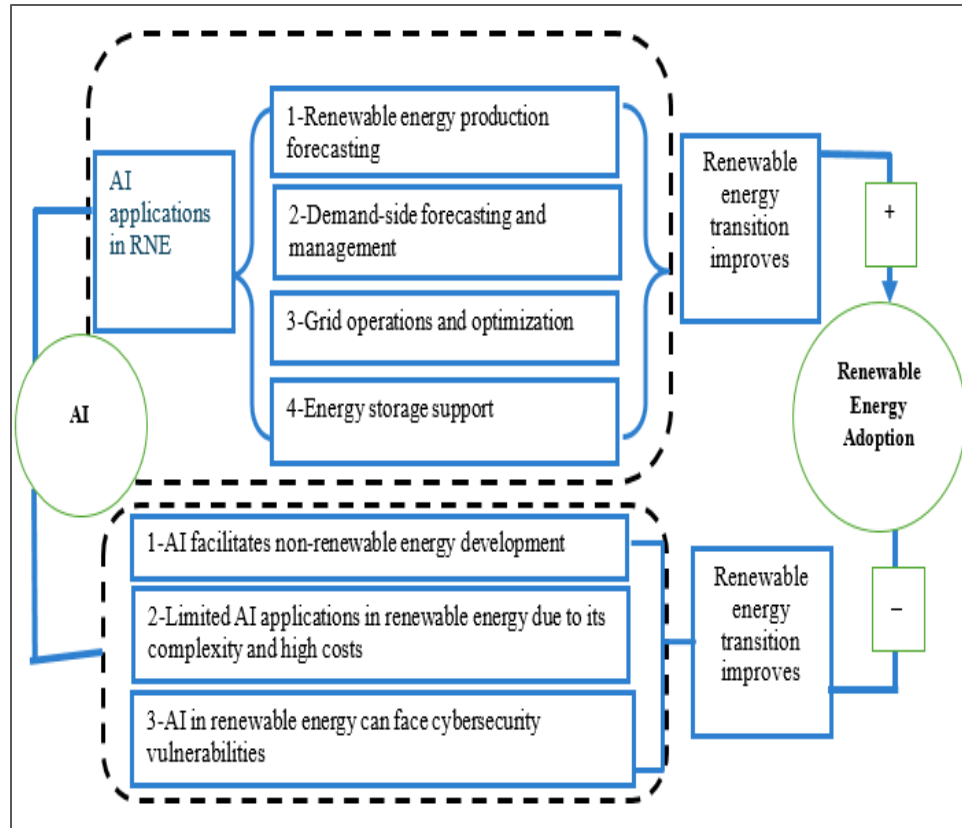 1-Renewable energy production
forecasting
AI
applications
in RNE
2-Demand-side forecasting and
management
3-Grid operations and optimization
4-Energy storage support
Renewable
energy
transition
improves
+
AI
Renewable
Energy
Adoption
1-AI facilitates non-renewable energy development
2-Limited AI applications in renewable energy due to its
complexity and high costs
3-AI in renewable energy can face cybersecurity
vulnerabilities
Renewable
energy
transition
improves
–